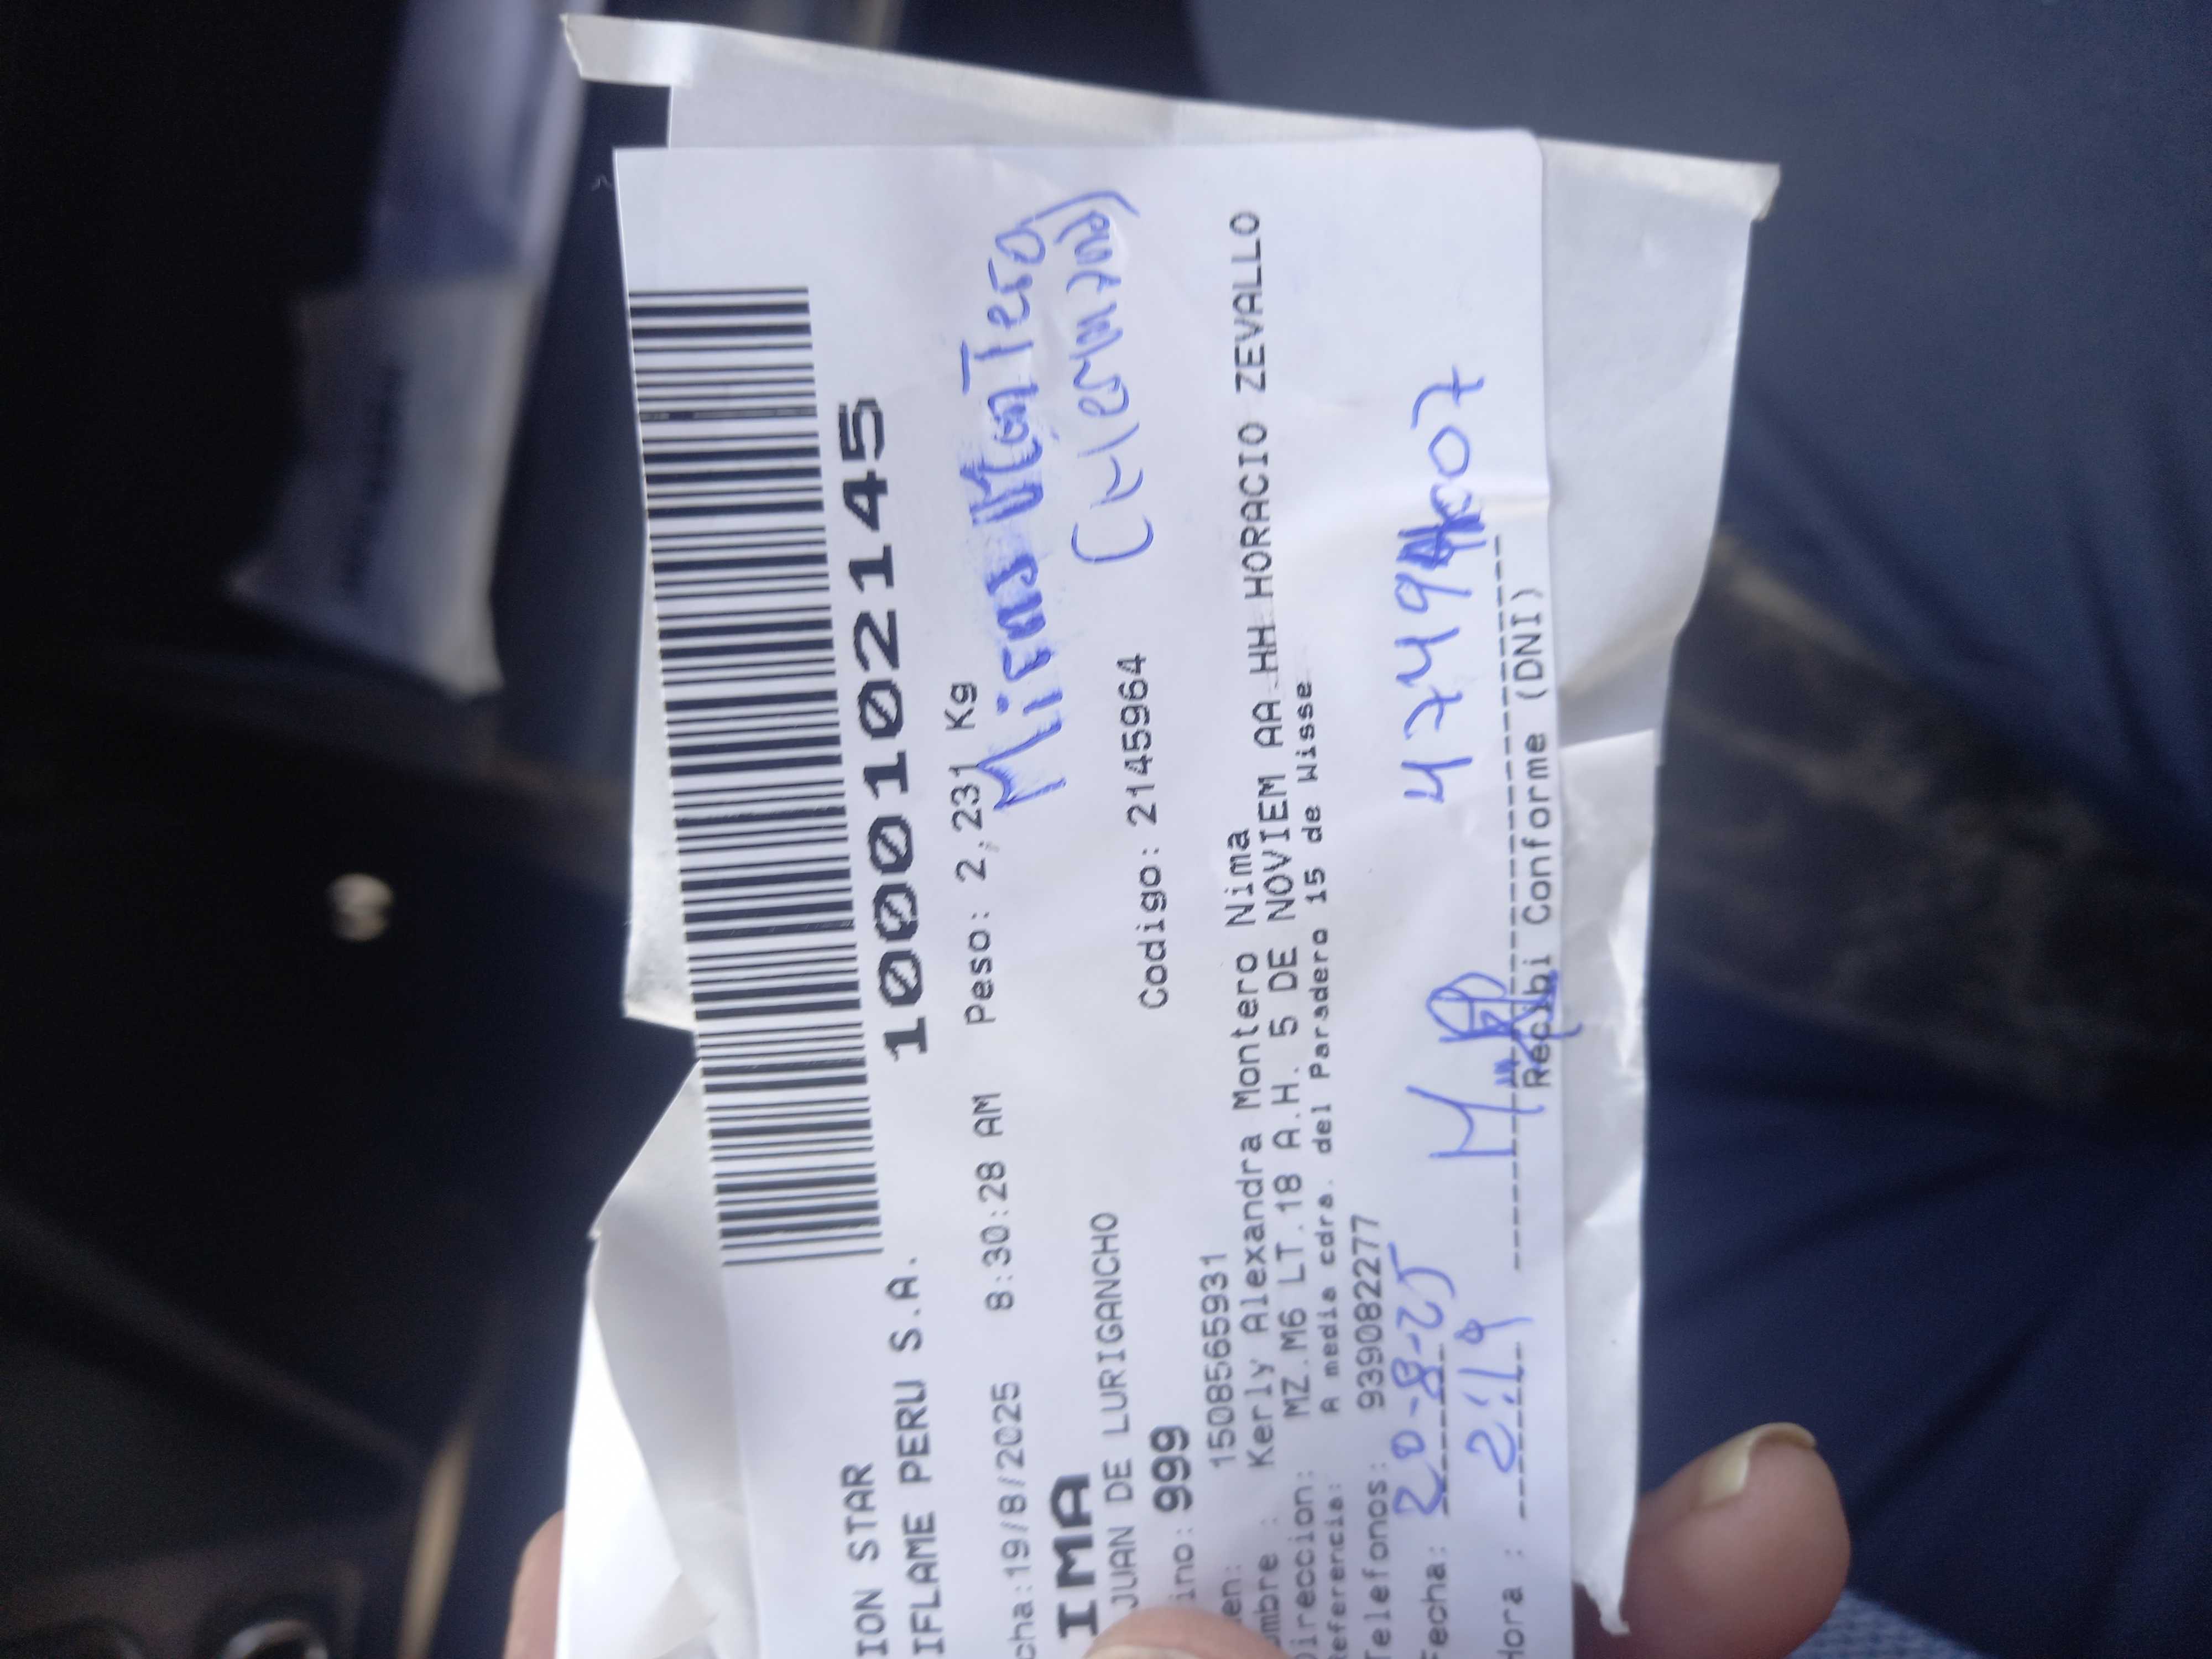 ION STAR
IFLAME PERU S.A.
1000102145
cha:19/8/2025 8:30:28 AM Peso: 2.231 Kg
IMA
JUAN DE LURIGANCHO
ino: 999 Codigo: 2145964
en: 1508565931
ombre : Kerly Alexandra Montero Nima
Direccion: MZ.M6 LT.18 A.H. 5 DE NOVIEM AA HH HORACIO ZEVALLO
Referencia: A media cdra. del Paradero 15 de Wisse
Telefonos: 939082277
Fecha: 20-8-25
Hora : 2:19
Recibi Conforme (DNI)